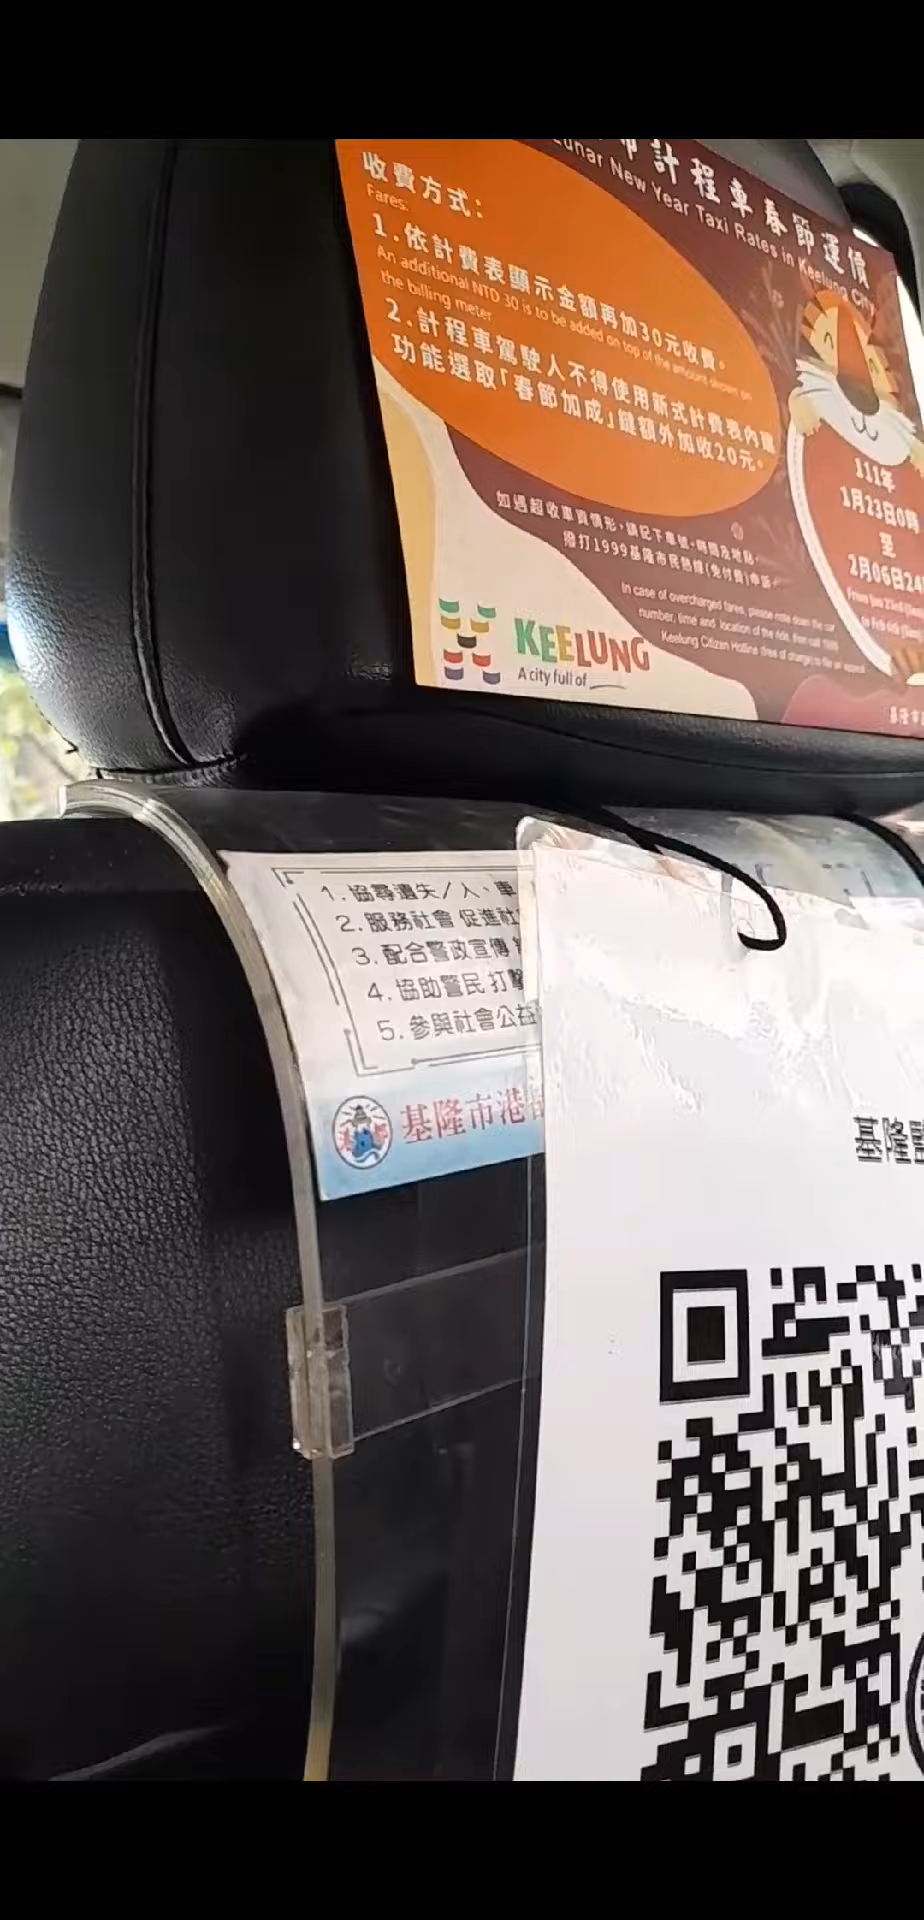 市計程車春節運價
Lunar New Year Taxi Rates in Keelung City
收費方式：
Fares:
1.依計費表顯示金額再加30元收費。
An additional NTD 30 is to be added on top of the amount shown on
the billing meter
2.計程車駕駛人不得使用新式計費表內建
功能選取「春節加成」鍵額外加收20元。
111年
1月23日0時
至
2月06日24
如遇超收車資情形，請記下車號、時間及地點，
撥打1999基隆市民熱線(免付費)申訴
In case of overcharged fares, please note down the car
number, time and location of the ride, then call 1999
Keelung Citizen Hotline (free of charge) to file an appeal
KEELUNG
A city full of
基隆市
1.協尋遺失/人、車
2.服務社會 促進社
3.配合警政宣傳
4.協助警民 打擊
5.參與社會公益
基隆市港
基隆